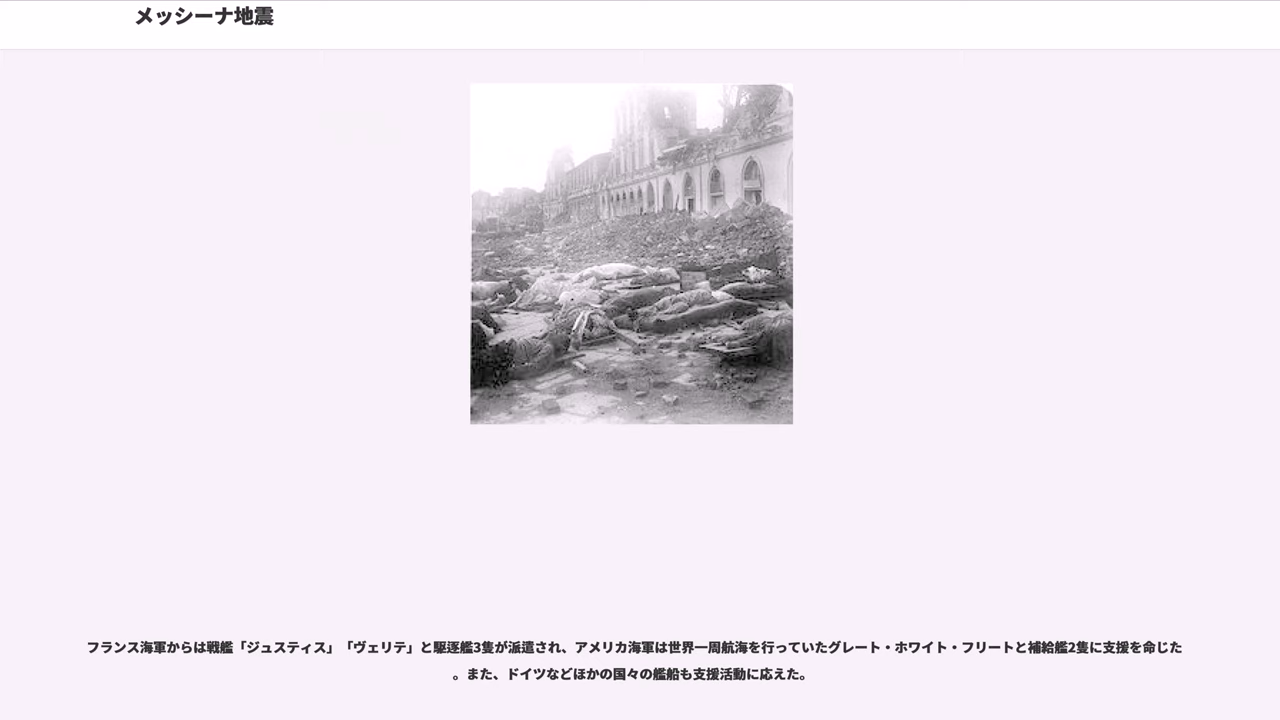 メッシーナ地震
フランス海軍からは戦艦「ジュスティス」「ヴェリテ」と駆逐艦3隻が派遣され、アメリカ海軍は世界一周航海を行っていたグレート・ホワイト・フリートと補給艦2隻に支援を命じた
。また、ドイツなどほかの国々の艦船も支援活動に応えた。